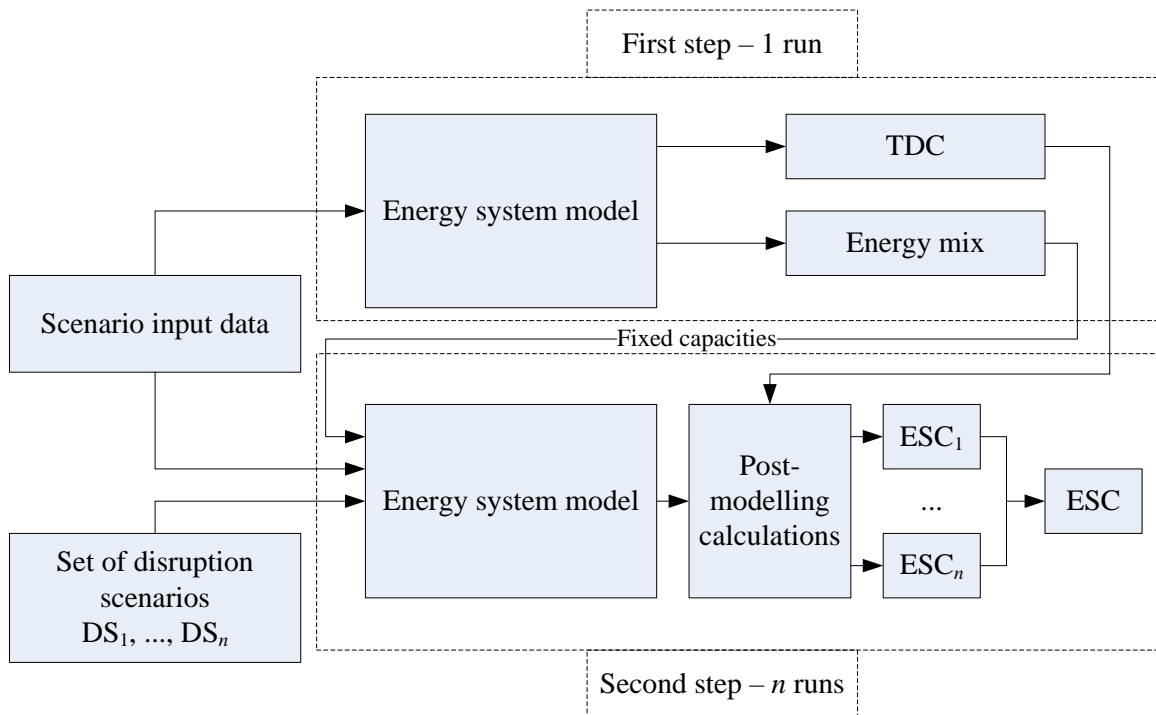 First step – 1 run
Energy system model
TDC
Energy mix
Scenario input data
Fixed capacities
Energy system model
Post-
modelling
calculations
ESC₁
...
ESCₙ
ESC
Set of disruption
scenarios
DS₁, ..., DSₙ
Second step – n runs